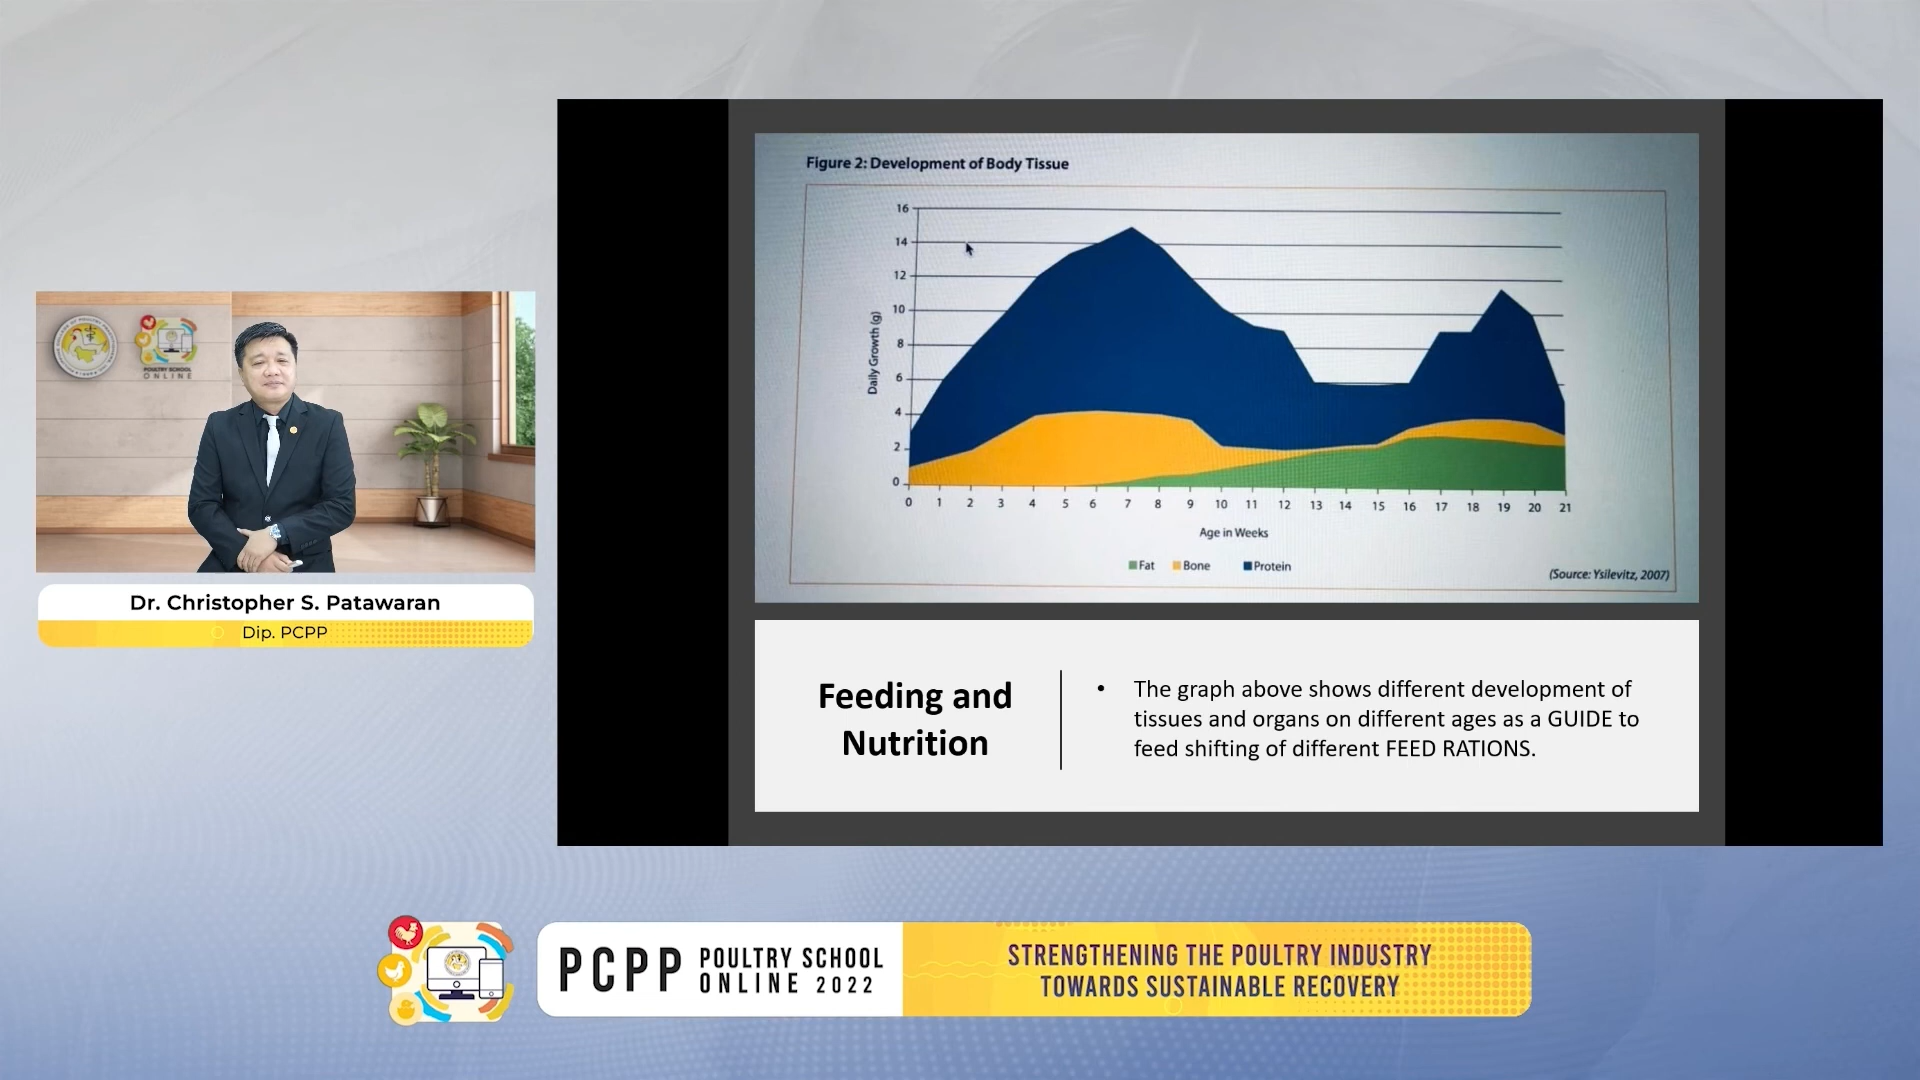 Figure 2: Development of Body Tissue
16
14
12
10
8
6
4
2
0
Daily Growth (g)
0 1 2 3 4 5 6 7 8 9 10 11 12 13 14 15 16 17 18 19 20 21
Age in Weeks
Fat Bone Protein
(Source: Ysilevitz, 2007)
POULTRY SCHOOL
ONLINE
Dr. Christopher S. Patawaran
Dip. PCPP
Feeding and
Nutrition
• The graph above shows different development of
tissues and organs on different ages as a GUIDE to
feed shifting of different FEED RATIONS.
PCPP
POULTRY SCHOOL
ONLINE 2022
STRENGTHENING THE POULTRY INDUSTRY
TOWARDS SUSTAINABLE RECOVERY